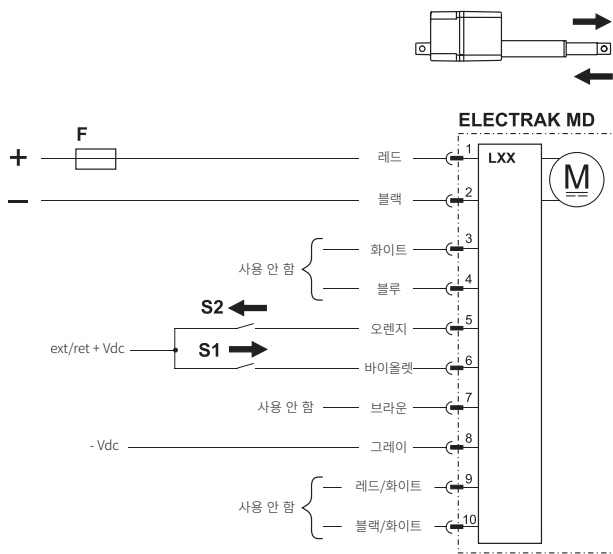 ELECTRAK MD
F
+ 레드 1 LXX M
− 블랙 2
화이트 3
사용 안 함
블루 4
S2
오렌지 5
ext/ret + Vdc
S1
바이올렛 6
사용 안 함 브라운 7
- Vdc 그레이 8
레드/화이트 9
사용 안 함
블랙/화이트 10